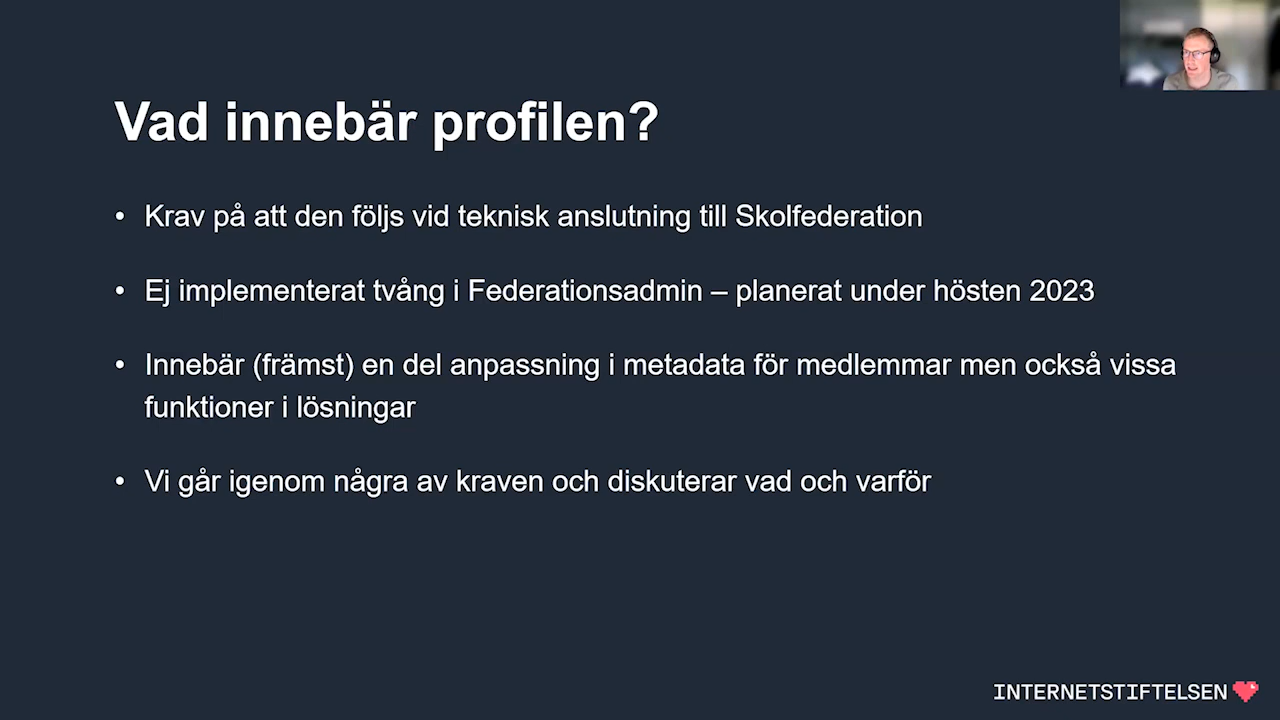 Vad innebär profilen?
• Krav på att den följs vid teknisk anslutning till Skolfederation
• Ej implementerat tvång i Federationsadmin – planerat under hösten 2023
• Innebär (främst) en del anpassning i metadata för medlemmar men också vissa
funktioner i lösningar
• Vi går igenom några av kraven och diskuterar vad och varför
INTERNETSTIFTELSEN